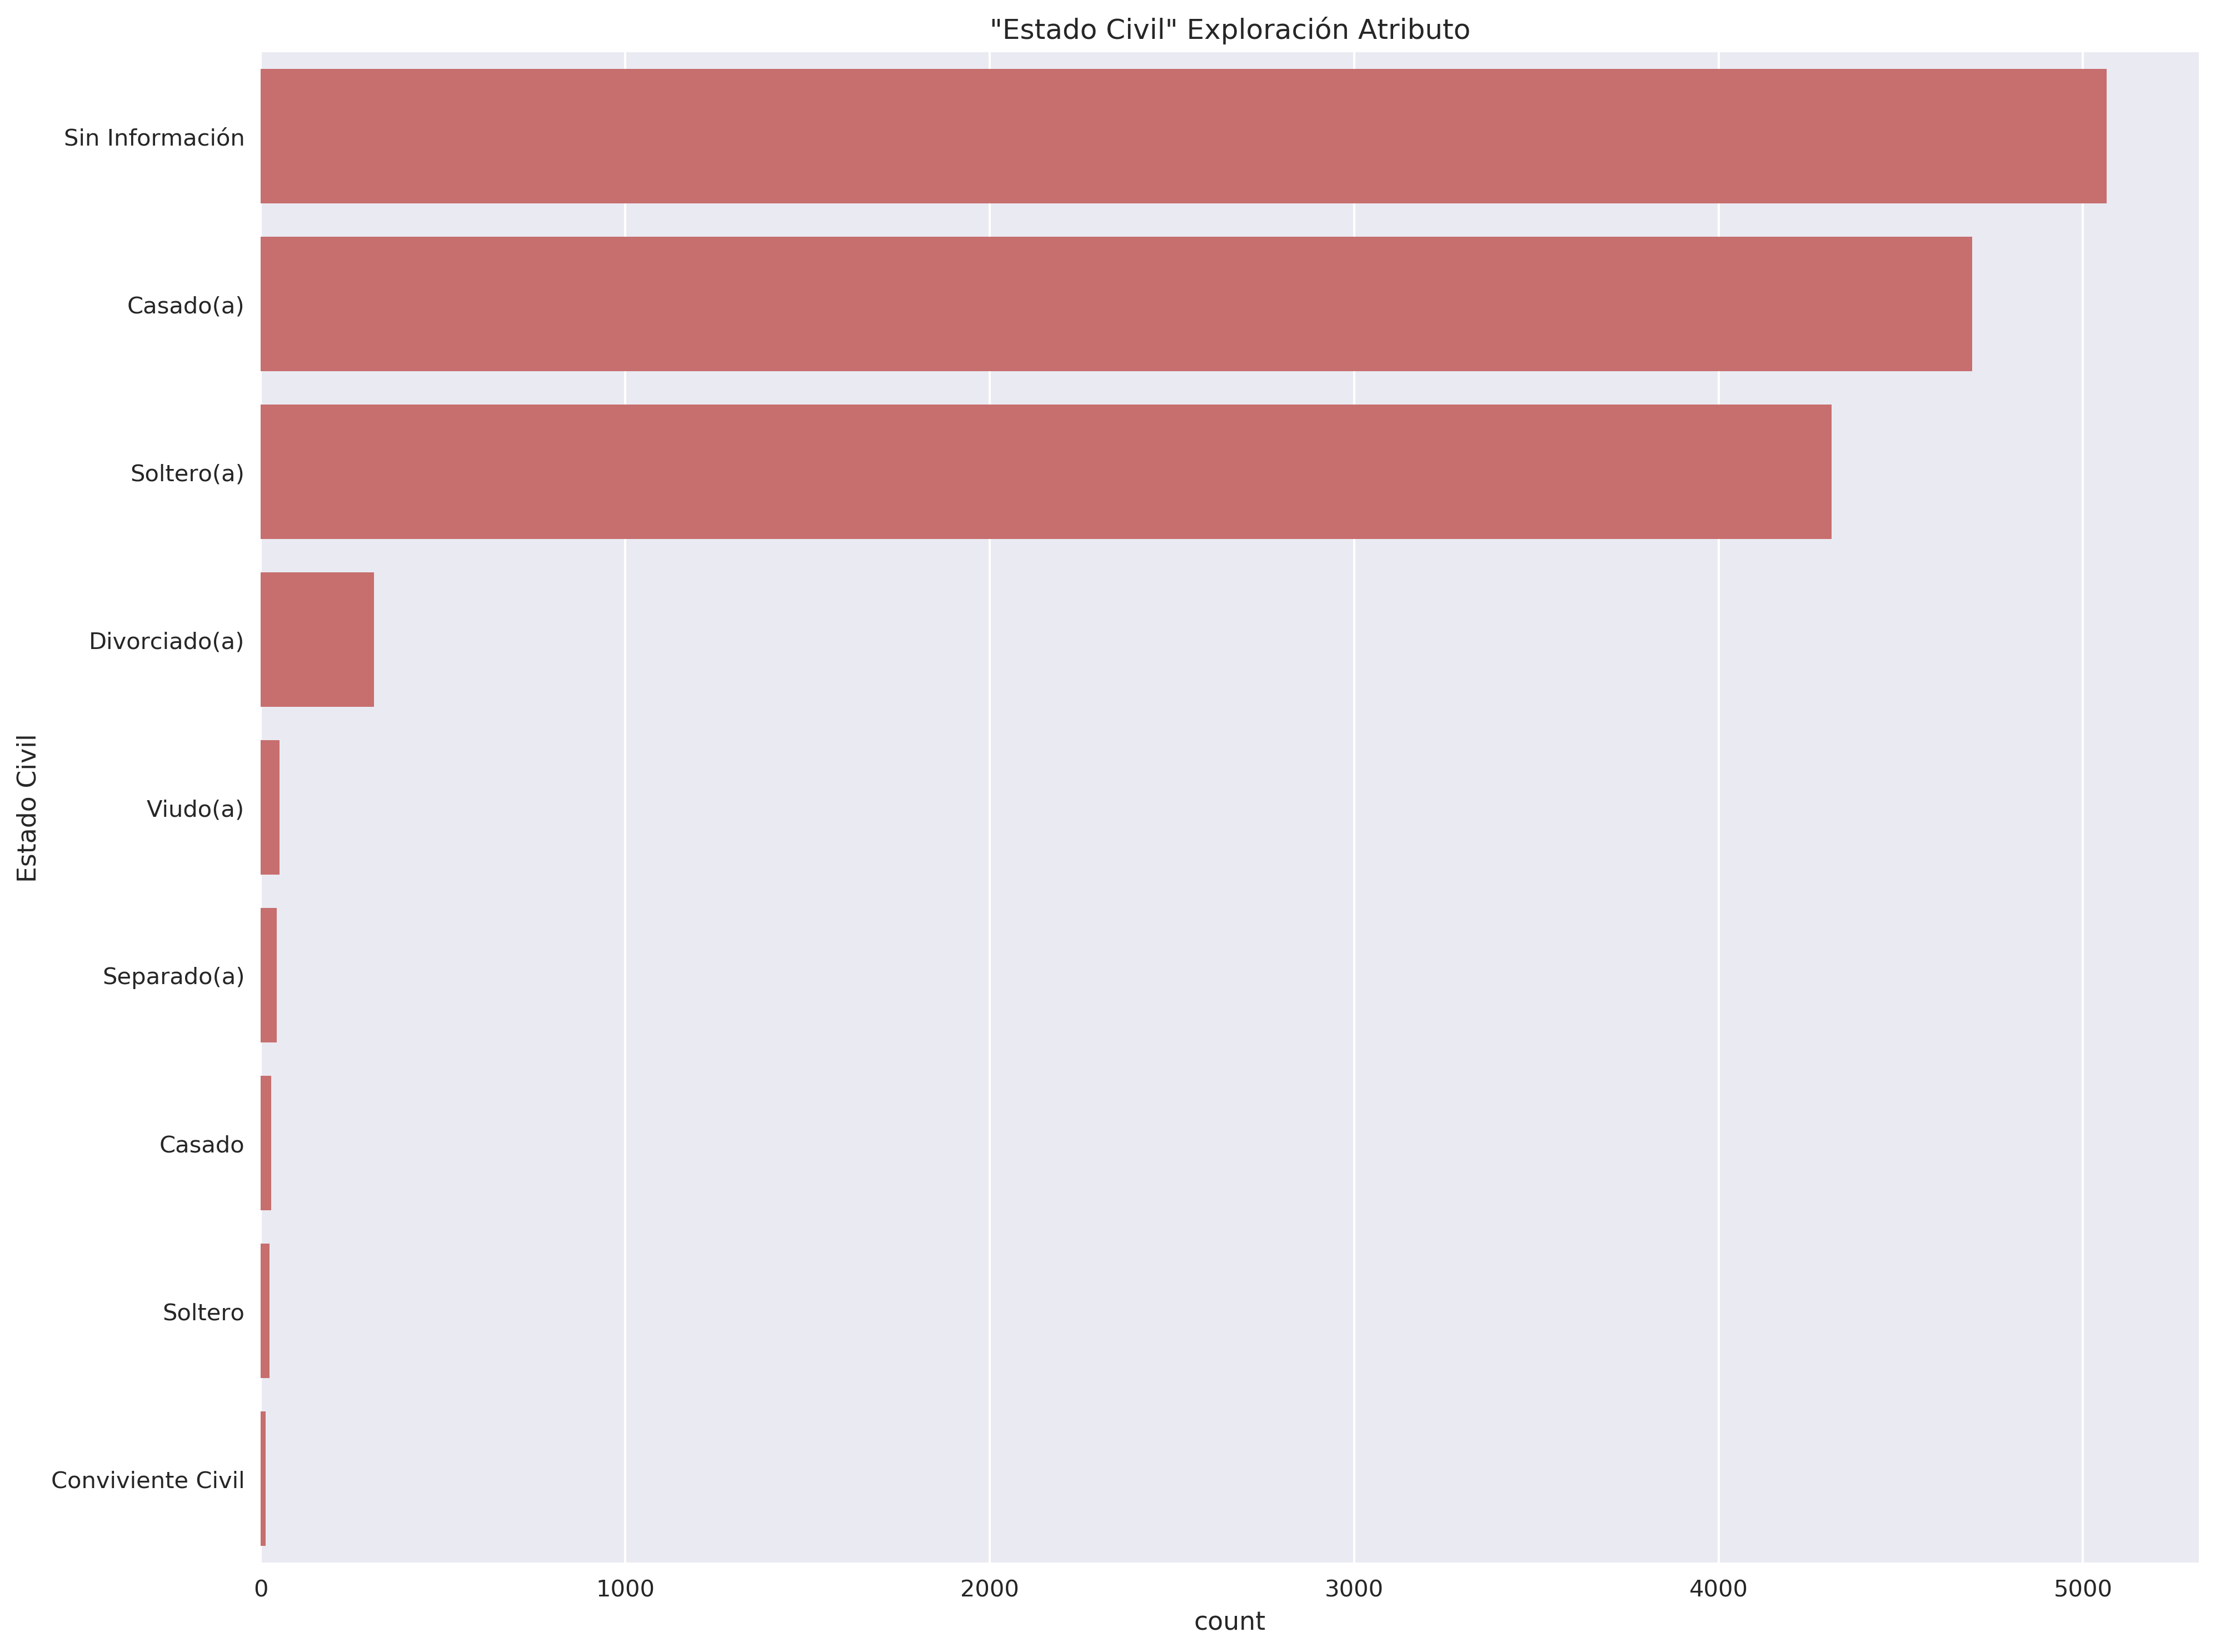 "Estado Civil" Exploración Atributo
Estado Civil
Sin Información
Casado(a)
Soltero(a)
Divorciado(a)
Viudo(a)
Separado(a)
Casado
Soltero
Conviviente Civil
0 1000 2000 3000 4000 5000
count